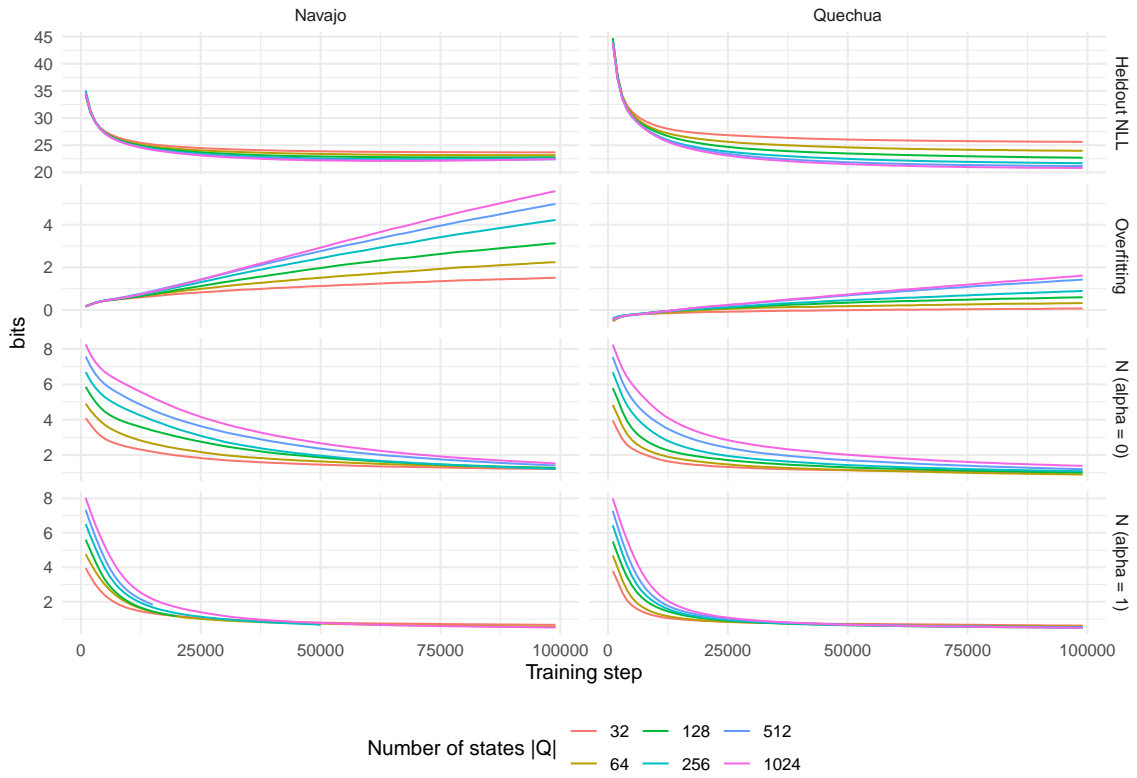 Navajo Quechua
45
40
35
30
25
20
Heldout NLL
4
2
0
Overfitting
bits
8
6
4
2
N (alpha = 0)
8
6
4
2
N (alpha = 1)
0 25000 50000 75000 100000 0 25000 50000 75000 100000
Training step
Number of states |Q|
32 128 512
64 256 1024